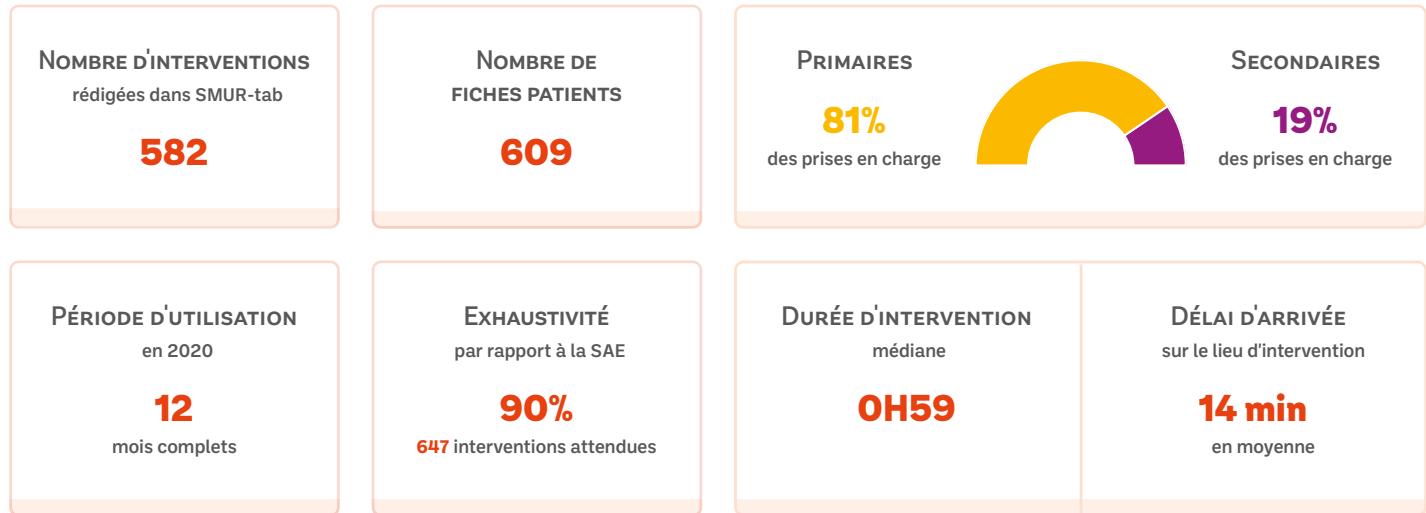 Nombre d'interventions
rédigées dans SMUR-tab
582
Nombre de
fiches patients
609
Primaires
81%
des prises en charge
Secondaires
19%
des prises en charge
Période d'utilisation
en 2020
12
mois complets
Exhaustivité
par rapport à la SAE
90%
647 interventions attendues
Durée d'intervention
médiane
0H59
Délai d'arrivée
sur le lieu d'intervention
14 min
en moyenne